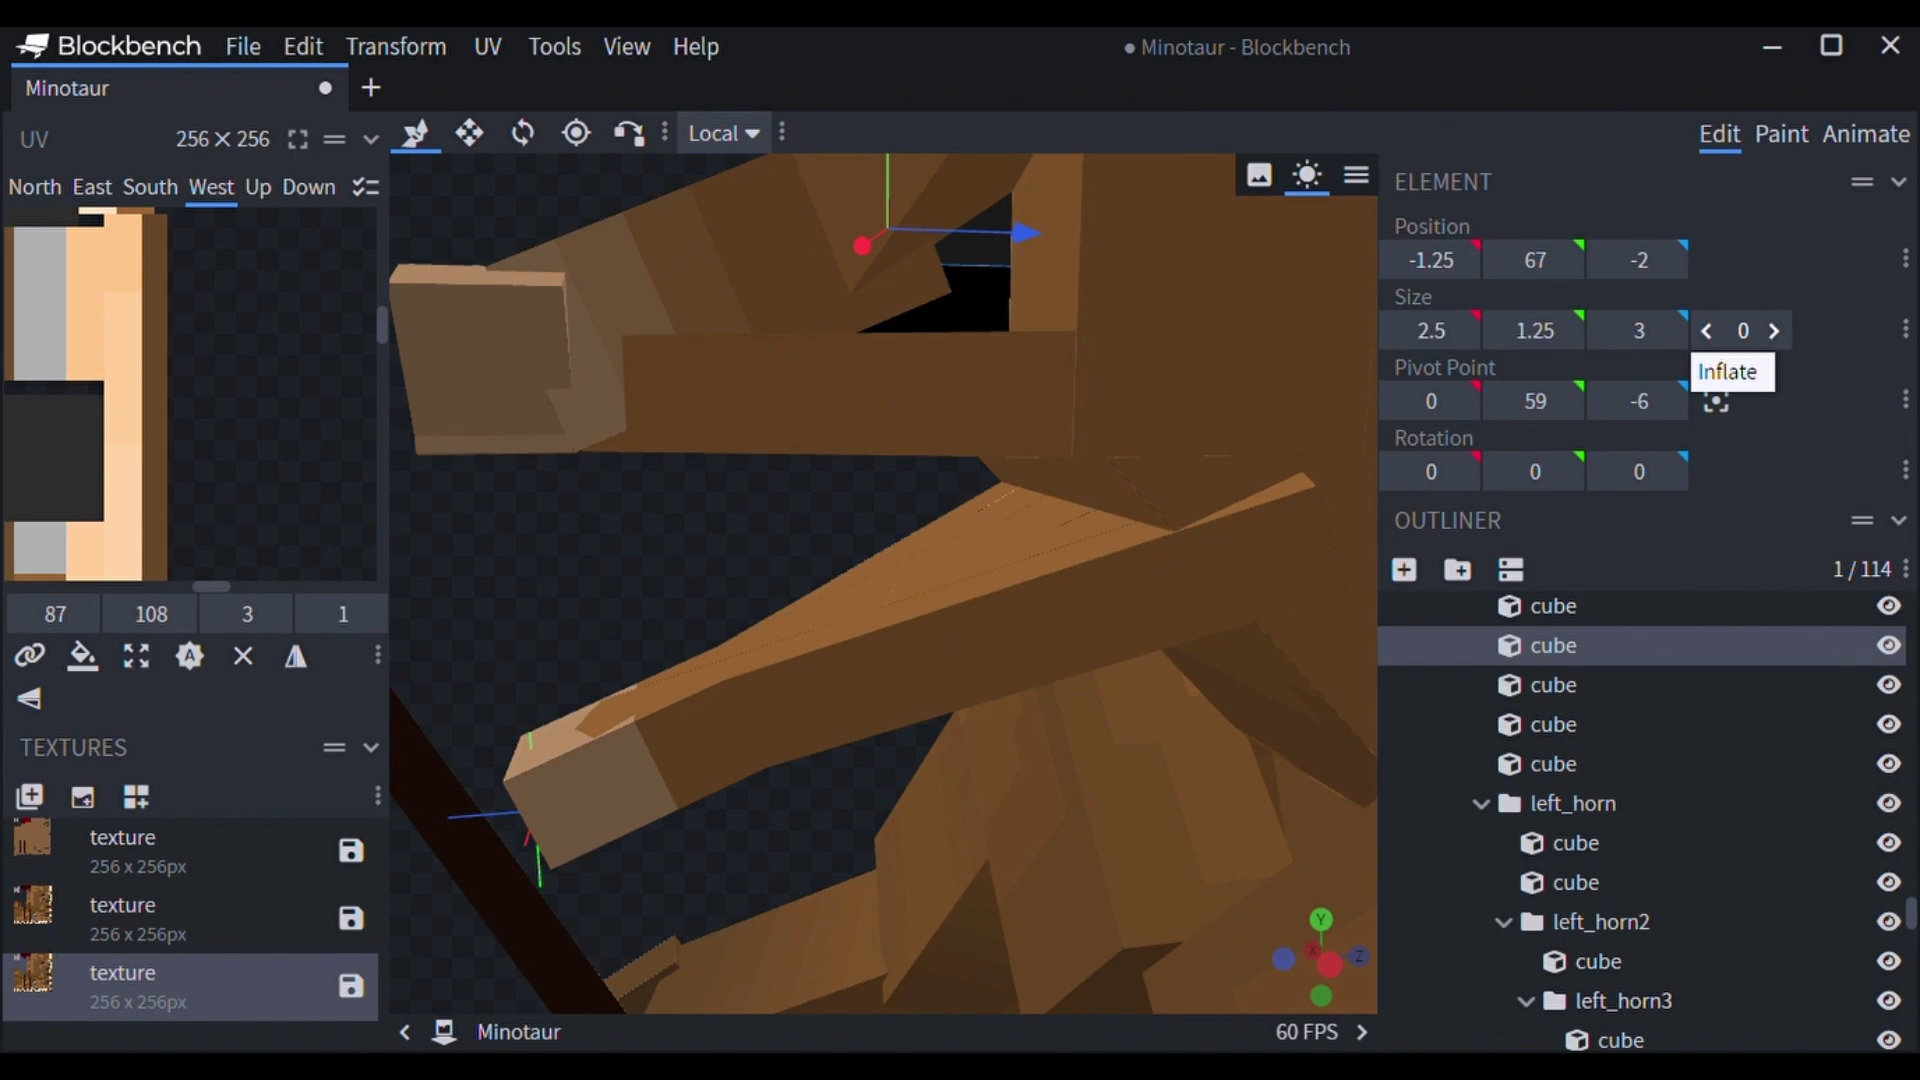 Blockbench File Edit Transform UV Tools View Help
● Minotaur - Blockbench
Minotaur
UV 256 × 256
Local
Edit Paint Animate
North East South West Up Down
ELEMENT
Position
-1.25 67 -2
Size
2.5 1.25 3 0
Inflate
Pivot Point
0 59 -6
Rotation
0 0 0
OUTLINER
1 / 114
cube
cube
cube
cube
cube
left_horn
cube
cube
left_horn2
cube
left_horn3
cube
87 108 3 1
A
TEXTURES
texture
256 x 256px
texture
256 x 256px
texture
256 x 256px
Y
X
Z
Minotaur
60 FPS